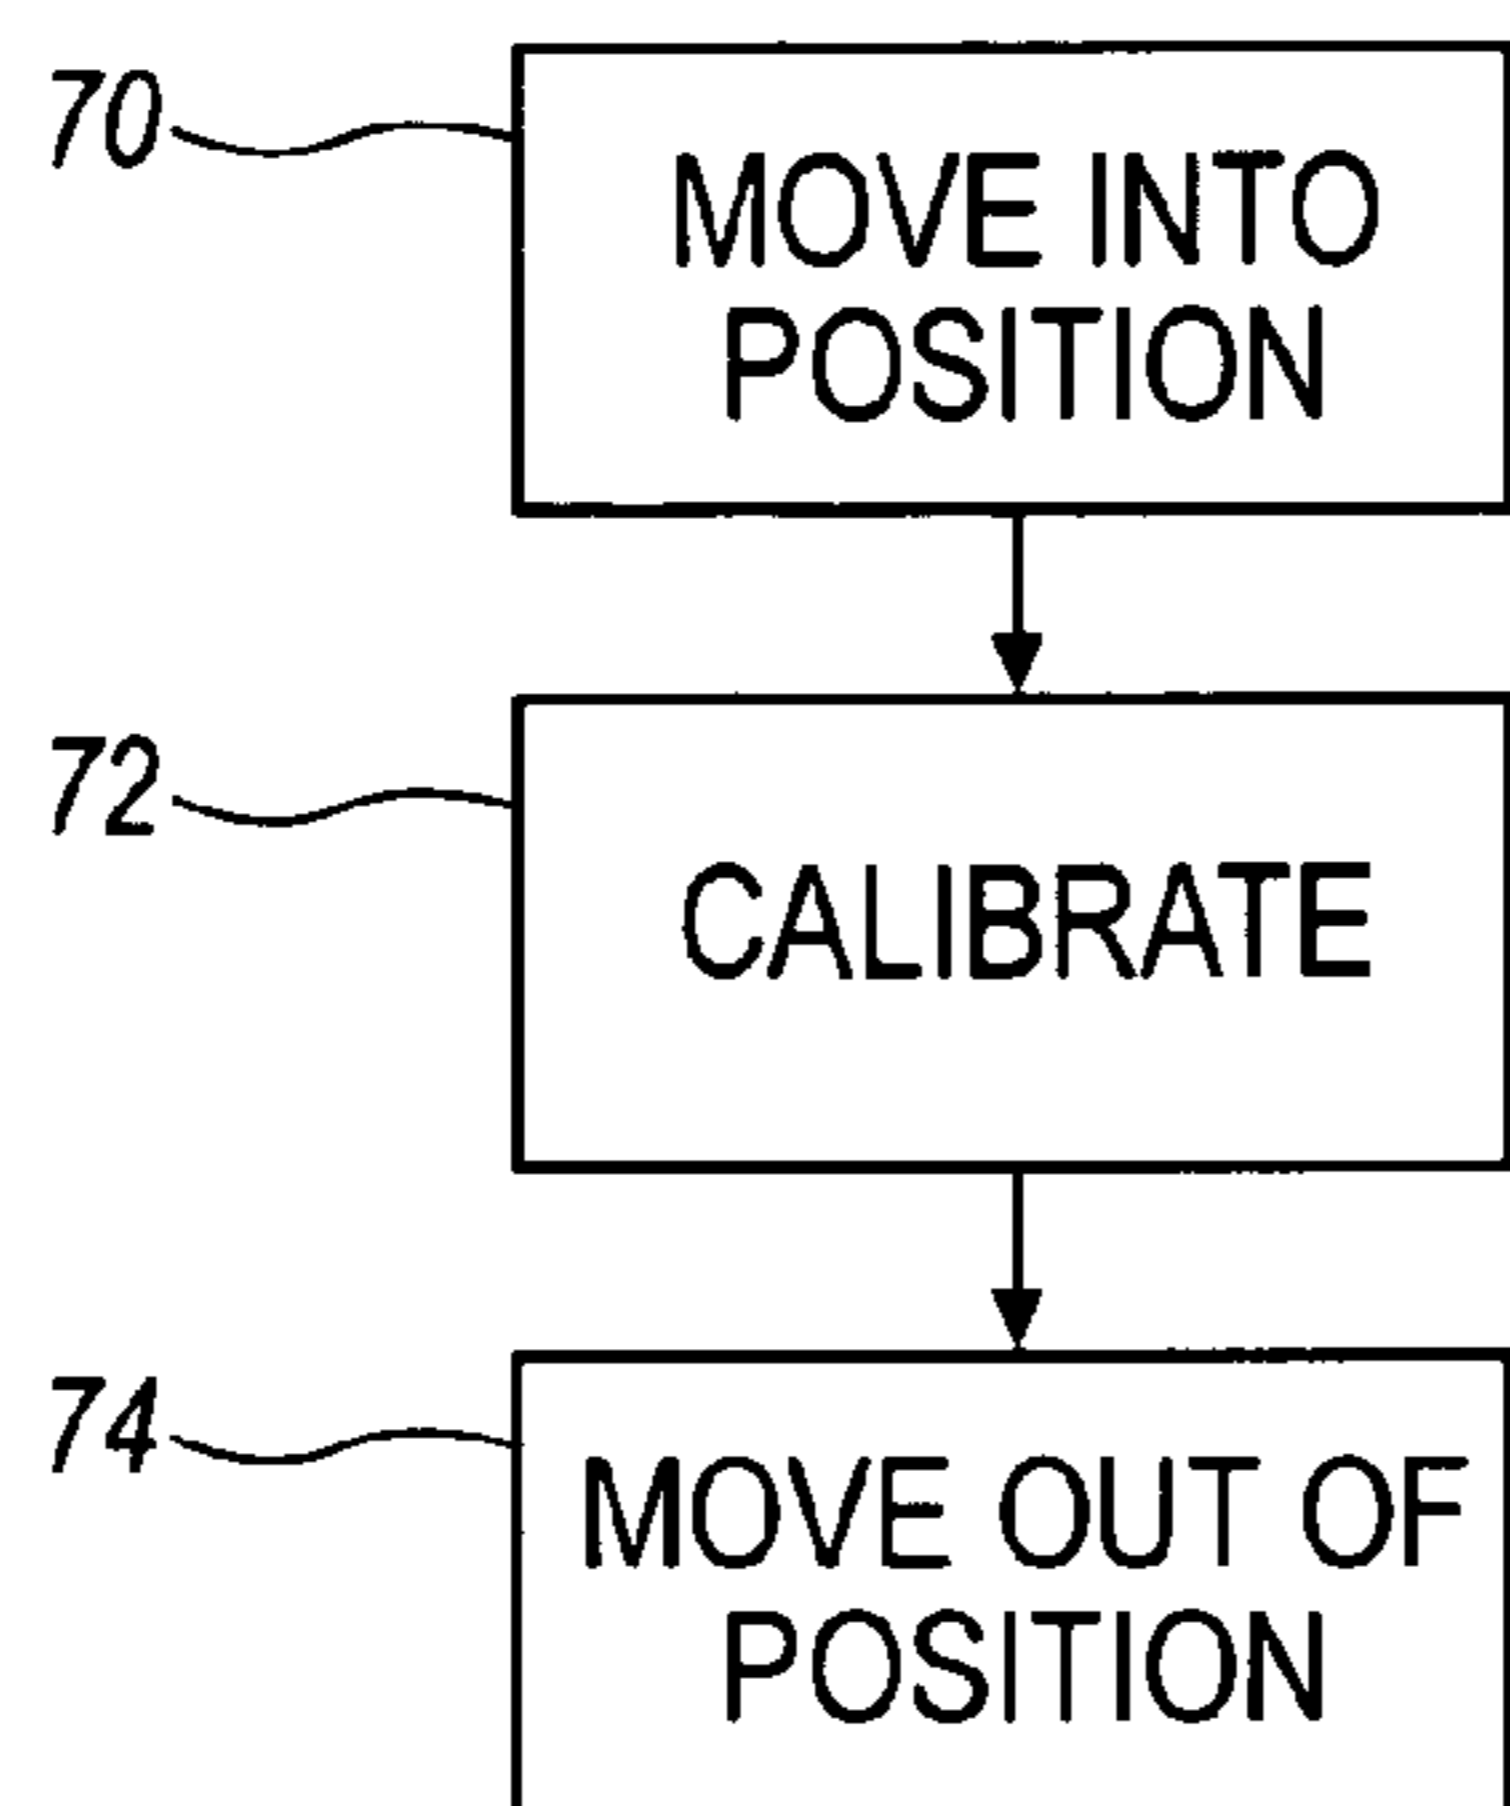 70
MOVE INTO
POSITION
72
CALIBRATE
74
MOVE OUT OF
POSITION